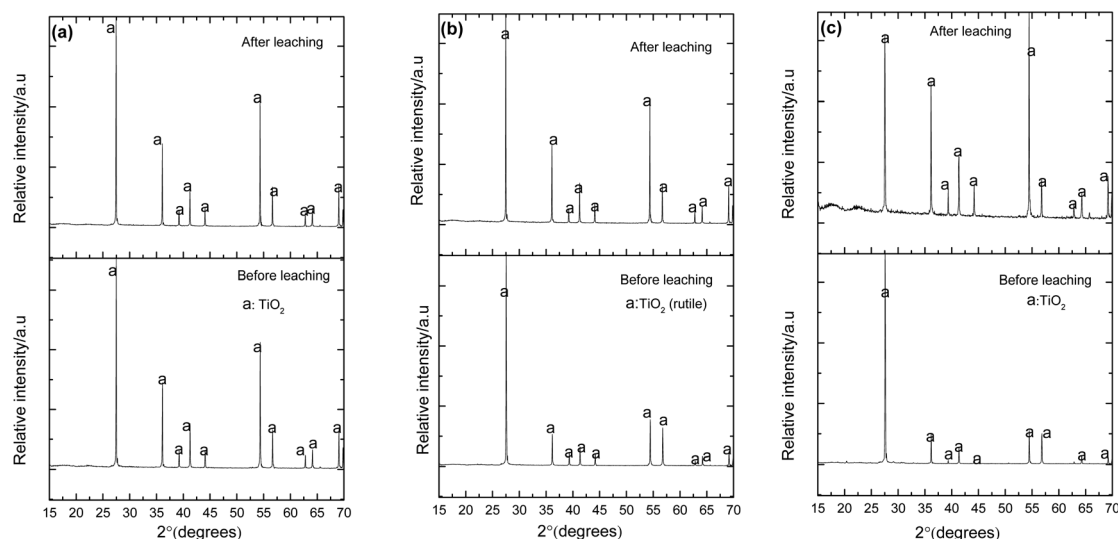 (a)
After leaching
a
a
a
a
a
a
a
a
a
a
Relative intensity/a.u
Before leaching
a: TiO₂
a
a
a
a
a
a
a
a
a
a
Relative intensity/a.u
15 20 25 30 35 40 45 50 55 60 65 70
2°(degrees)
(b)
After leaching
a
a
a
a
a
a
a
a
a
a
Relative intensity/a.u
Before leaching
a:TiO₂ (rutile)
a
a
a
a
a
a
a
a
a
a
Relative intensity/a.u
15 20 25 30 35 40 45 50 55 60 65 70
2°(degrees)
(c)
After leaching
a
a
a
a
a
a
a
a
a
a
Relative intensity/a.u
Before leaching
a:TiO₂
a
a
a
a
a
a
a
a
a
Relative intensity/a.u
15 20 25 30 35 40 45 50 55 60 65 70
2°(degrees)